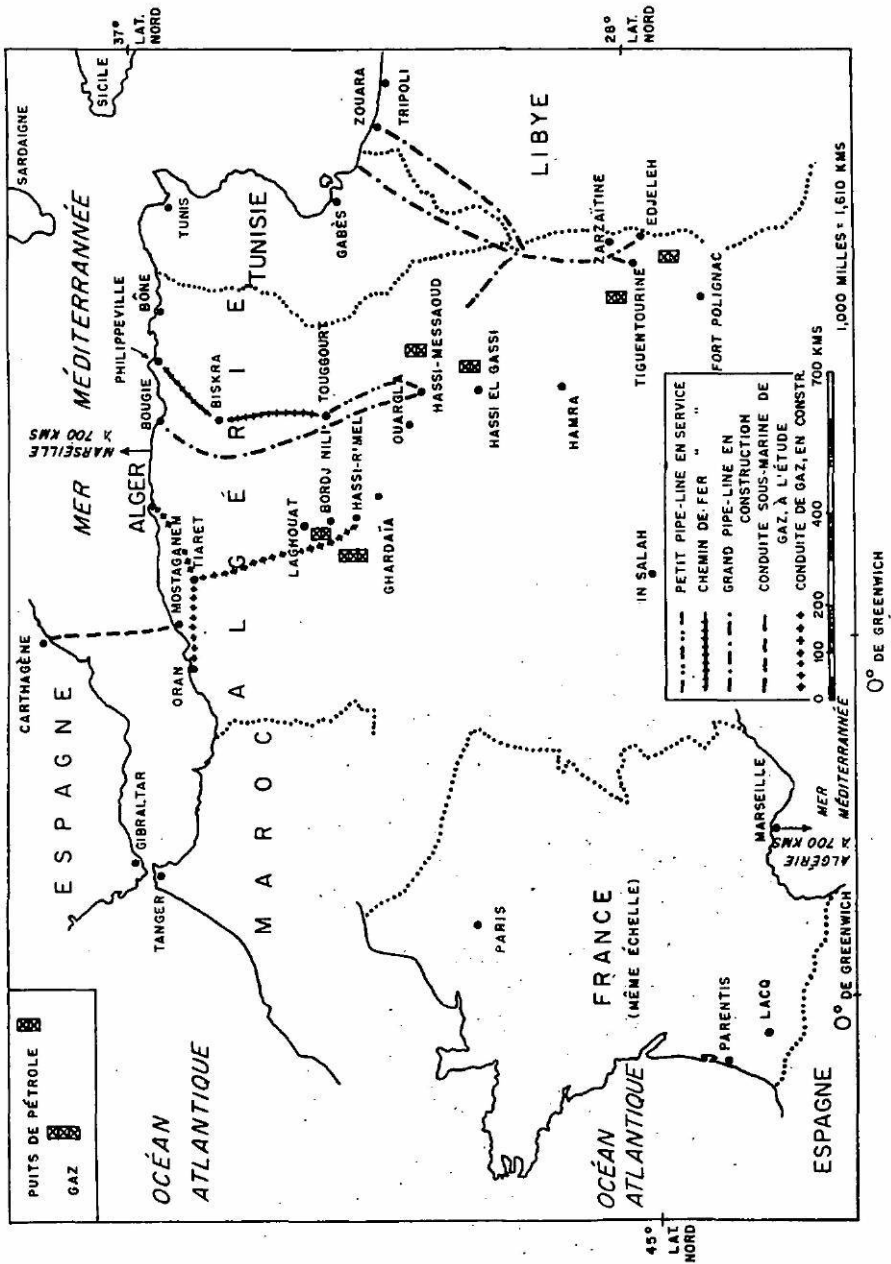 PUITS DE PÉTROLE
GAZ
OCÉAN
ATLANTIQUE
ESPAGNE
CARTHAGÈNE
GIBRALTAR
TANGER
MAROC
MER MÉDITERRANNÉE
SARDAIGNE
SICILE
37°
LAT.
NORD
MARSEILLE
À 700 KMS
ALGER
BOUGIE
PHILIPPEVILLE
BÔNE
TUNIS
ORAN
MOSTAGANEM
TIARET
ALGÉRIE
TUNISIE
BISKRA
GABÈS
ZOUARA
TRIPOLI
LAGHOUAT
BORDJ NILI
HASSI-R'MEL
GHARDAÏA
TOUGGOURT
OUARGLA
HASSI-MESSAOUD
HASSI EL GASSI
HAMRA
LIBYE
IN SALAH
ZARZAÏTINE
EDJELEH
TIGUENTOURINE
FORT POLIGNAC
28°
LAT.
NORD
PETIT PIPE-LINE EN SERVICE
CHEMIN DE FER " "
GRAND PIPE-LINE EN
CONSTRUCTION
CONDUITE SOUS-MARINE DE
GAZ, À L'ÉTUDE
CONDUITE DE GAZ, EN CONSTR.
0 100 200 400 700 KMS
1,000 MILLES = 1,610 KMS
0° DE GREENWICH
PARIS
FRANCE
(MÊME ÉCHELLE)
OCÉAN
ATLANTIQUE
PARENTIS
LACQ
MARSEILLE
ALGÉRIE
À 700 KMS
MER
MÉDITERRANNÉE
ESPAGNE
0° DE GREENWICH
45°
LAT.
NORD